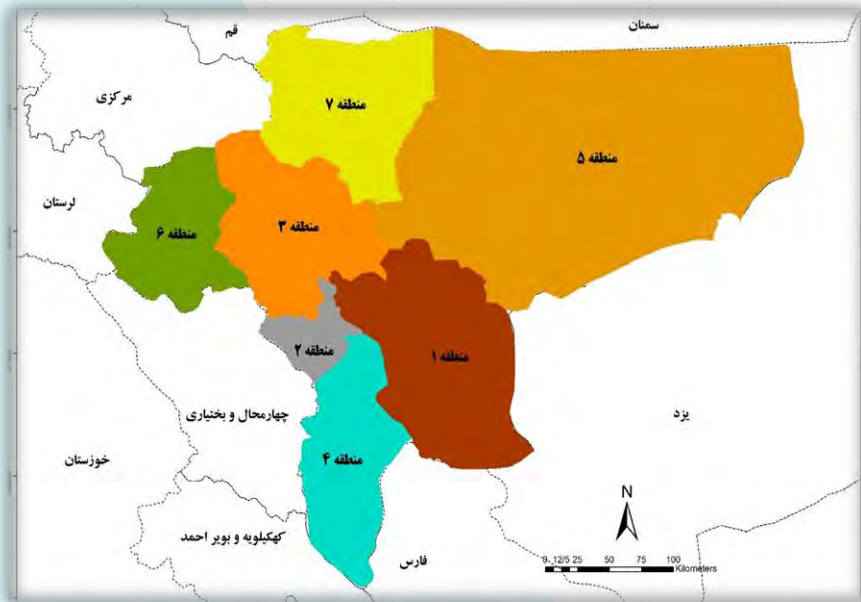 سمنان
قم
مرکزی
منطقه ۷
منطقه ۵
لرستان
منطقه ۶
منطقه ۳
منطقه ۲
منطقه ۱
چهارمحال و بختیاری
یزد
خوزستان
منطقه ۴
کهکیلویه و بویر احمد
فارس
N
0 12/5 25 50 75 100
Kilometers